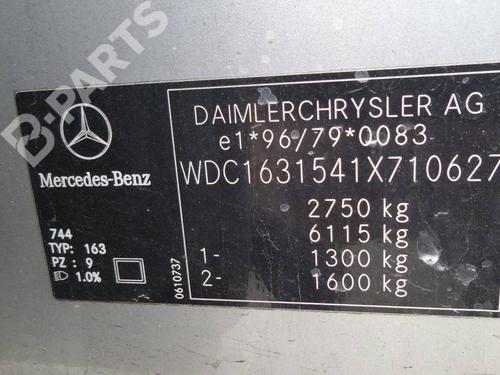 B-PARTS
DAIMLERCHRYSLER AG
e1*96/79*0083
WDC1631541X710627
Mercedes-Benz
2750 kg
6115 kg
1- 1300 kg
2- 1600 kg
744
TYP: 163
PZ : 9
1.0%
0610737